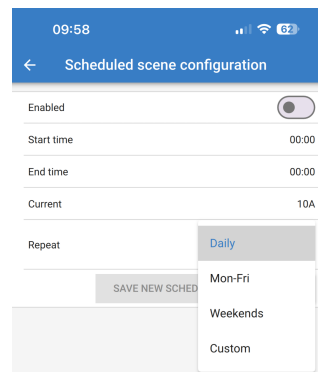 09:58
62
Scheduled scene configuration
Enabled
Start time 00:00
End time 00:00
Current 10A
Repeat
Daily
Mon-Fri
Weekends
Custom
SAVE NEW SCHED